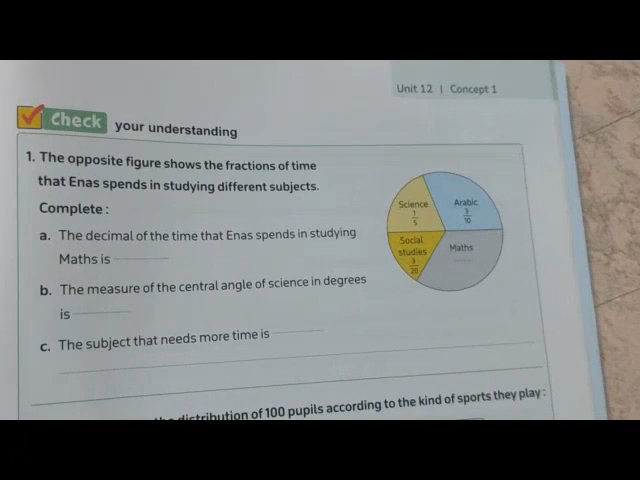 Unit 12 | Concept 1
Check your understanding
1. The opposite figure shows the fractions of time
that Enas spends in studying different subjects.
Complete :
a. The decimal of the time that Enas spends in studying
Maths is
b. The measure of the central angle of science in degrees
is
c. The subject that needs more time is
Science
1/5
Arabic
3/10
Social
studies
3/20
Maths
distribution of 100 pupils according to the kind of sports they play :